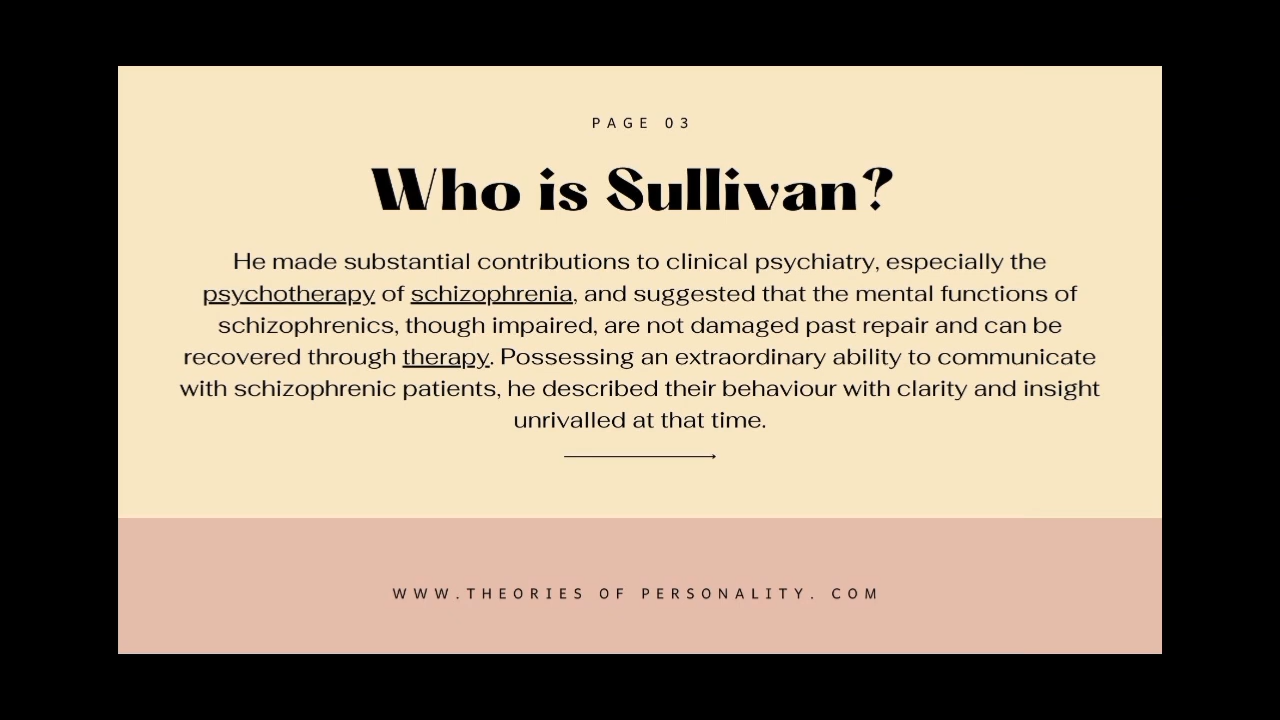 PAGE 03
Who is Sullivan?
He made substantial contributions to clinical psychiatry, especially the
psychotherapy of schizophrenia, and suggested that the mental functions of
schizophrenics, though impaired, are not damaged past repair and can be
recovered through therapy. Possessing an extraordinary ability to communicate
with schizophrenic patients, he described their behaviour with clarity and insight
unrivalled at that time.
WWW.THEORIES OF PERSONALITY. COM